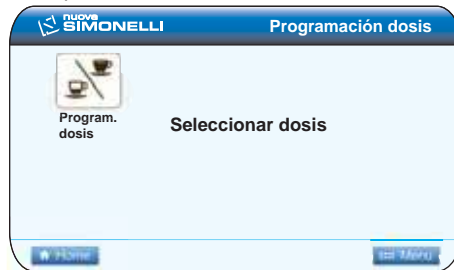 nuova
SIMONELLI
Programación dosis
Program.
dosis
Seleccionar dosis
Home
Menu